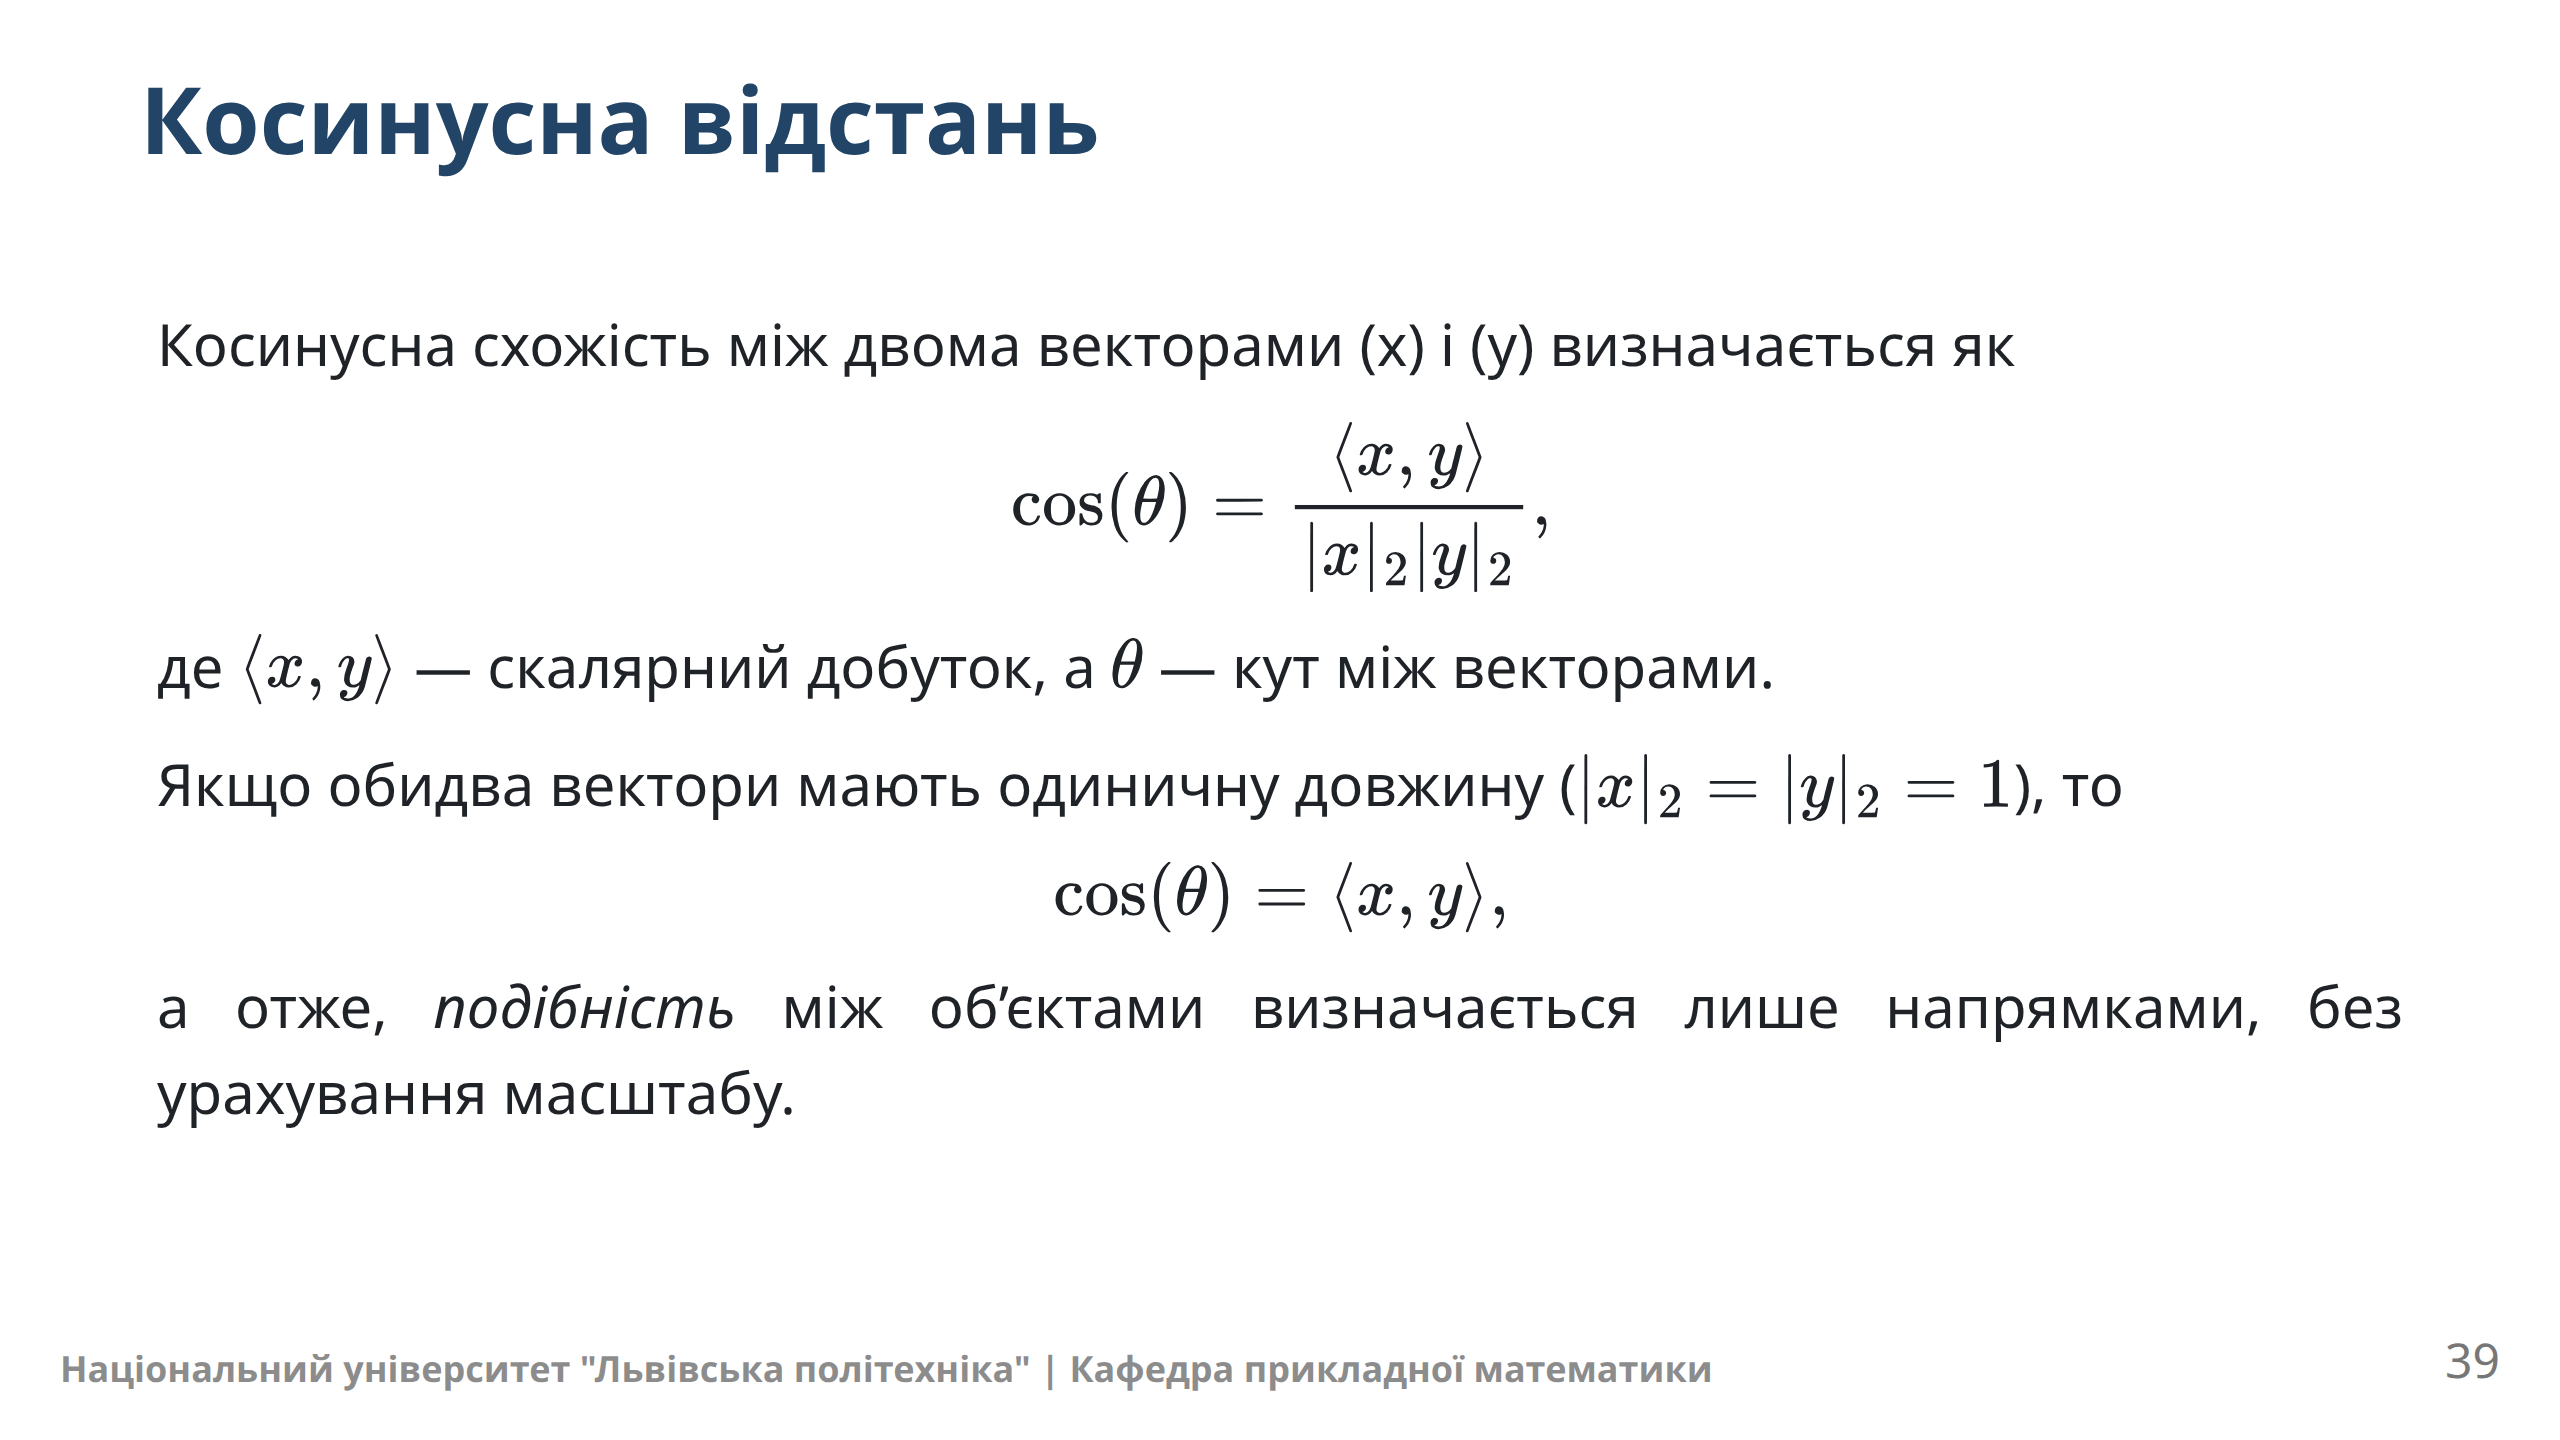 Косинусна відстань
Косинусна схожість між двома векторами (x) і (y) визначається як
cos(θ) = ⟨x, y⟩ / |x|₂|y|₂ ,
де ⟨x, y⟩ — скалярний добуток, а θ — кут між векторами.
Якщо обидва вектори мають одиничну довжину (|x|₂ = |y|₂ = 1), то
cos(θ) = ⟨x, y⟩,
а отже, подібність між об’єктами визначається лише напрямками, без
урахування масштабу.
Національний університет "Львівська політехніка" | Кафедра прикладної математики
39